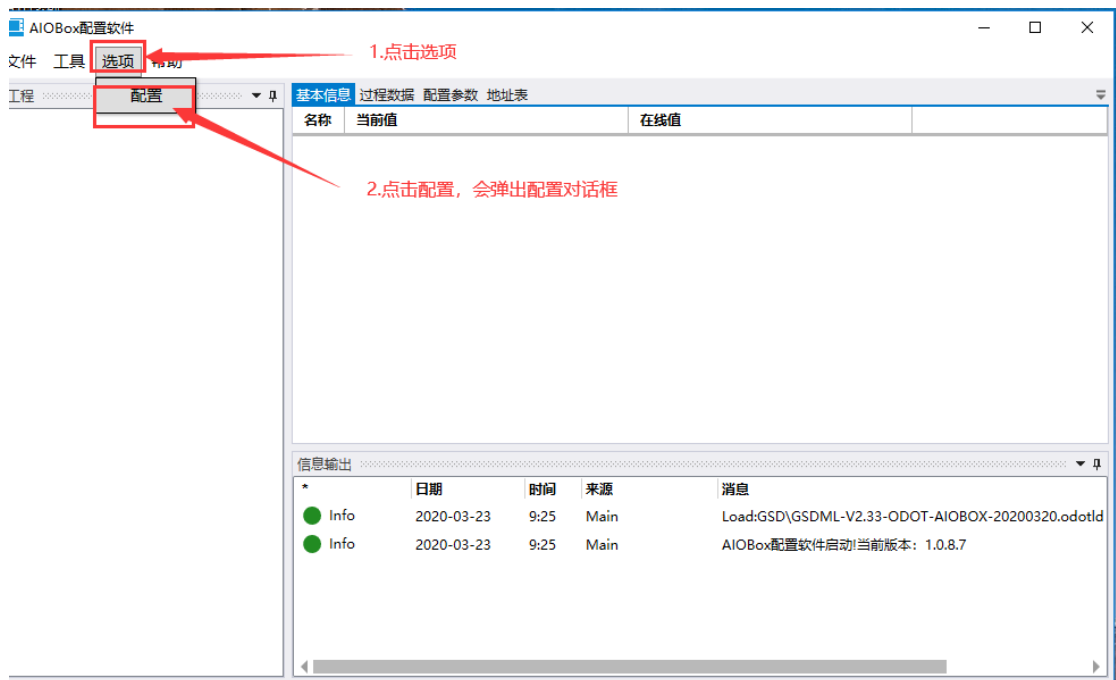 AIOBox配置软件
文件 工具 选项 帮助
1.点击选项
配置
工程
基本信息 过程数据 配置参数 地址表
名称 当前值 在线值
2.点击配置，会弹出配置对话框
信息输出
* 日期 时间 来源 消息
Info 2020-03-23 9:25 Main Load:GSD\GSDML-V2.33-ODOT-AIOBOX-20200320.odotld
Info 2020-03-23 9:25 Main AIOBox配置软件启动!当前版本：1.0.8.7